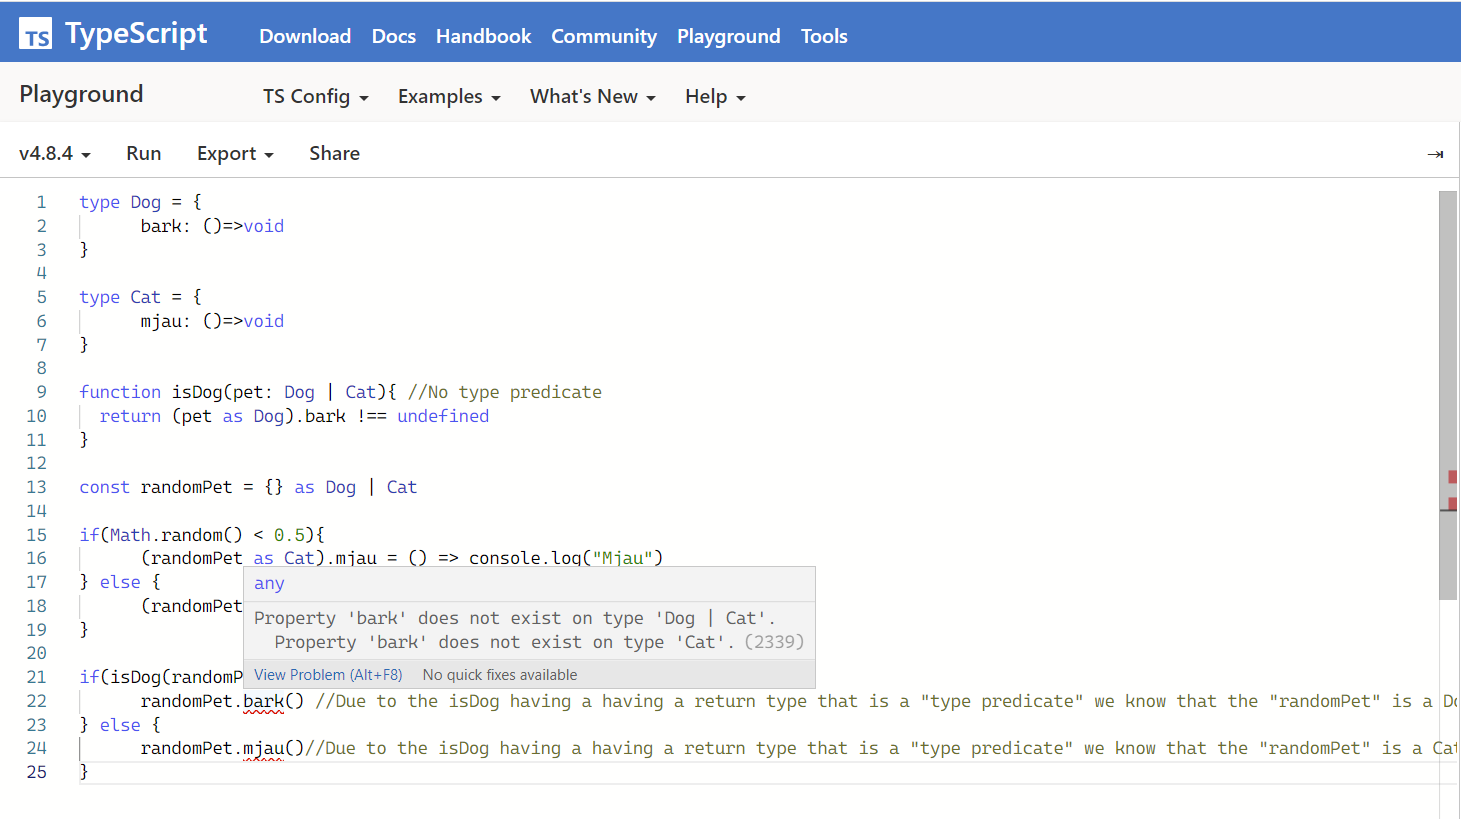 TS TypeScript Download Docs Handbook Community Playground Tools
Playground TS Config Examples What's New Help
v4.8.4 Run Export Share
1 type Dog = {
2 bark: ()=>void
3 }
4
5 type Cat = {
6 mjau: ()=>void
7 }
8
9 function isDog(pet: Dog | Cat){ //No type predicate
10 return (pet as Dog).bark !== undefined
11 }
12
13 const randomPet = {} as Dog | Cat
14
15 if(Math.random() < 0.5){
16 (randomPet as Cat).mjau = () => console.log("Mjau")
17 } else {
any
18 (randomPet
Property 'bark' does not exist on type 'Dog | Cat'.
19 }
Property 'bark' does not exist on type 'Cat'. (2339)
20
21 if(isDog(randomP
View Problem (Alt+F8) No quick fixes available
22 randomPet.bark() //Due to the isDog having a having a return type that is a "type predicate" we know that the "randomPet" is a Do
23 } else {
24 randomPet.mjau()//Due to the isDog having a having a return type that is a "type predicate" we know that the "randomPet" is a Cat
25 }